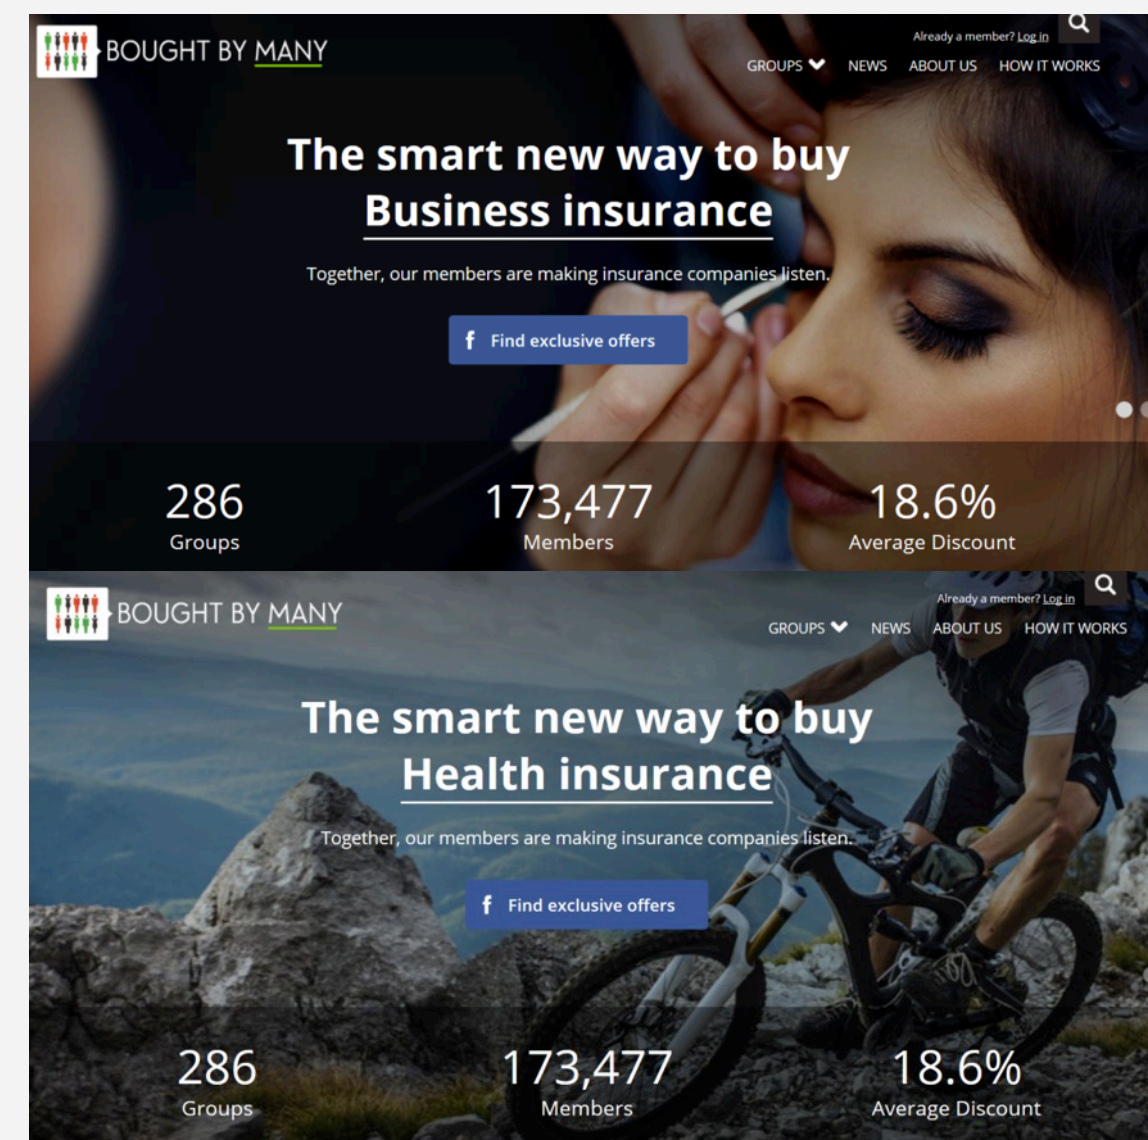 Already a member? Log in
BOUGHT BY MANY
GROUPS NEWS ABOUT US HOW IT WORKS
The smart new way to buy
Business insurance
Together, our members are making insurance companies listen.
f Find exclusive offers
286 173,477 18.6%
Groups Members Average Discount
Already a member? Log in
BOUGHT BY MANY
GROUPS NEWS ABOUT US HOW IT WORKS
The smart new way to buy
Health insurance
Together, our members are making insurance companies listen.
f Find exclusive offers
286 173,477 18.6%
Groups Members Average Discount